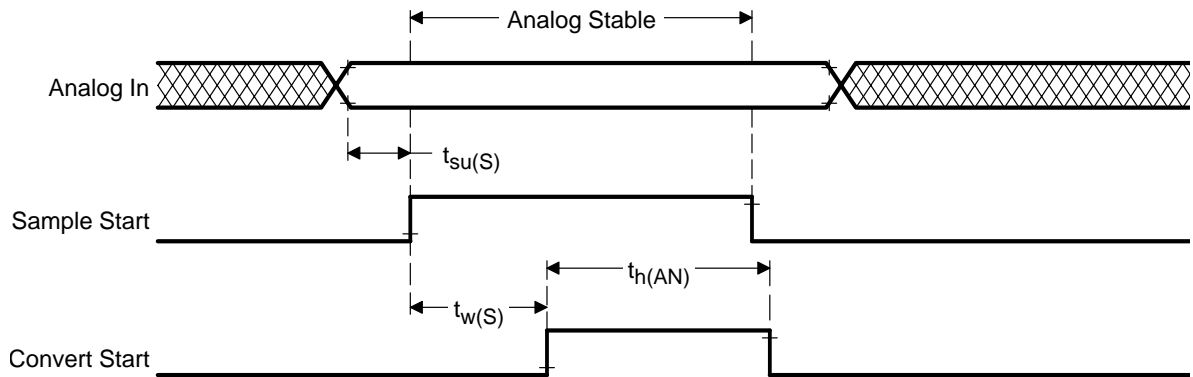 Analog Stable
Analog In
tsu(S)
Sample Start
th(AN)
tw(S)
Convert Start